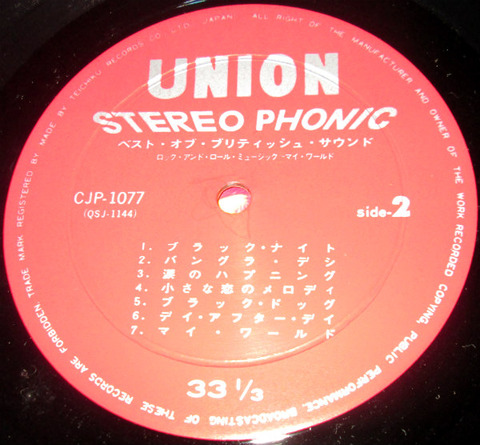 TRADE MARK REGISTERED BY. MADE BY TEICHIKU RECORDS CO., LTD., JAPAN. ALL RIGHT OF THE MANUFACTURER AND OWNER OF THE WORK RECORDED COPYING, PUBLIC PERFORMANCE, BROADCASTING OF THESE RECORDS ARE FORBIDDEN
UNION
STEREO PHONIC
ベスト・オブ・ブリティッシュ・サウンド
ロック・アンド・ロール・ミュージック・マイ・ワールド
CJP-1077
(QSJ-1144)
side-2
1. ブラック・ナイト
2. バングラ・デシ
3. 涙のハプニング
4. 小さな恋のメロディ
5. ブラック・ドッグ
6. デイ・アフター・デイ
7. マイ・ワールド
33 1/3